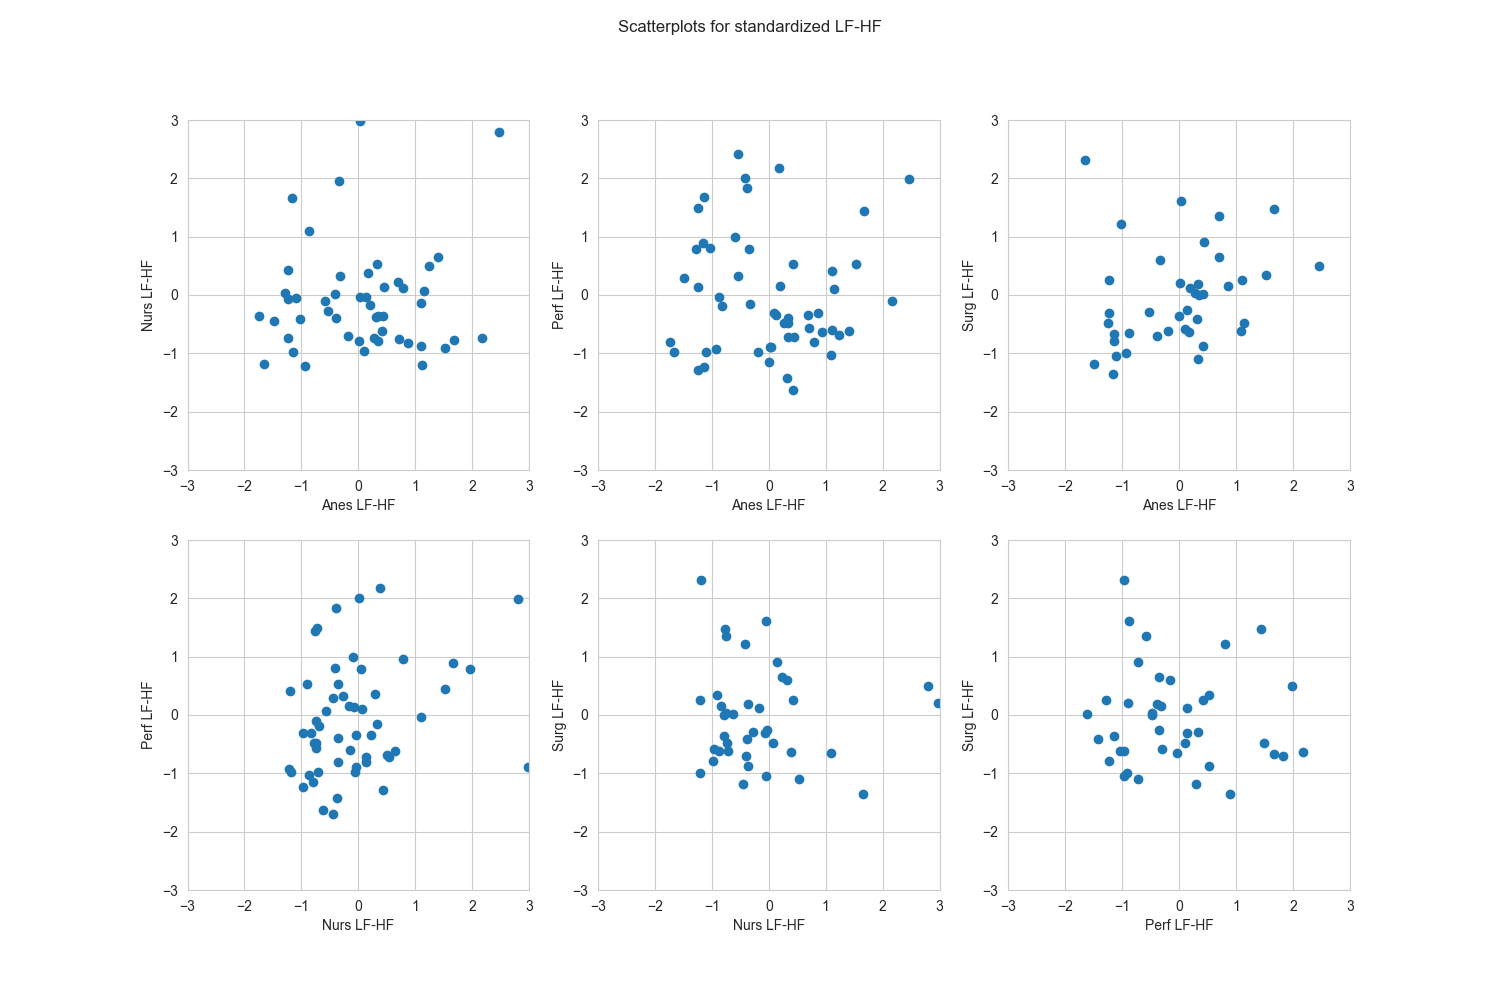 Scatterplots for standardized LF-HF
3 3 3
2 2 2
1 1 1
0 0 0
−1 −1 −1
−2 −2 −2
−3 −3 −3
Nurs LF-HF
Perf LF-HF
Surg LF-HF
−3 −2 −1 0 1 2 3
−3 −2 −1 0 1 2 3
−3 −2 −1 0 1 2 3
Anes LF-HF
Anes LF-HF
Anes LF-HF
3 3 3
2 2 2
1 1 1
0 0 0
−1 −1 −1
−2 −2 −2
−3 −3 −3
Perf LF-HF
Surg LF-HF
Surg LF-HF
−3 −2 −1 0 1 2 3
−3 −2 −1 0 1 2 3
−3 −2 −1 0 1 2 3
Nurs LF-HF
Nurs LF-HF
Perf LF-HF